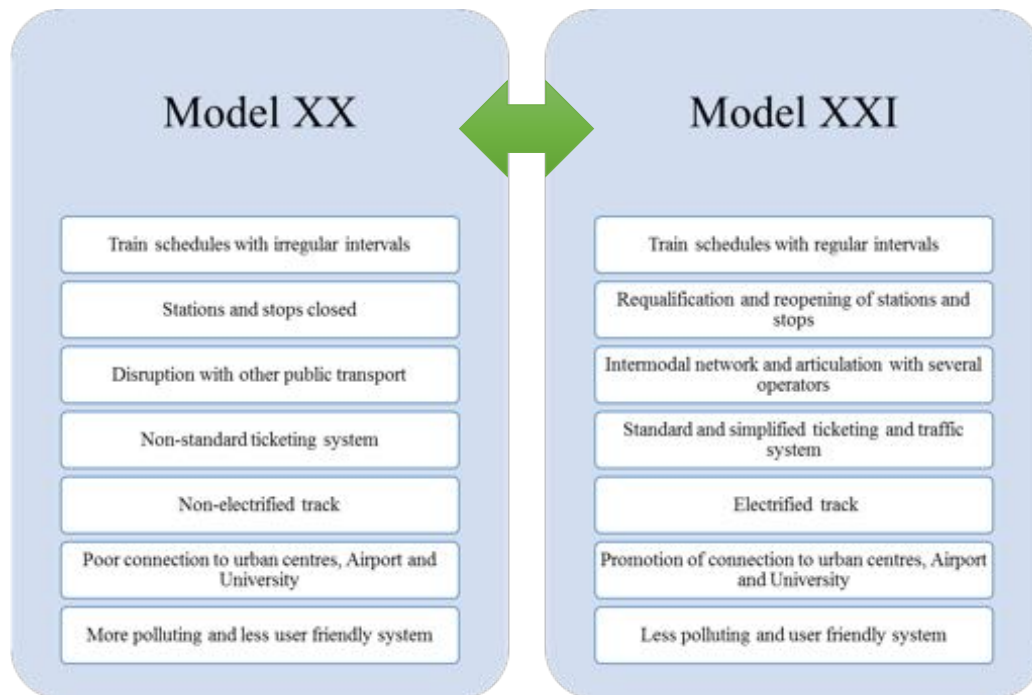 Model XX
Train schedules with irregular intervals
Stations and stops closed
Disruption with other public transport
Non-standard ticketing system
Non-electrified track
Poor connection to urban centres, Airport and
University
More polluting and less user friendly system
Model XXI
Train schedules with regular intervals
Requalification and reopening of stations and
stops
Intermodal network and articulation with several
operators
Standard and simplified ticketing and traffic
system
Electrified track
Promotion of connection to urban centres, Airport
and University
Less polluting and user friendly system